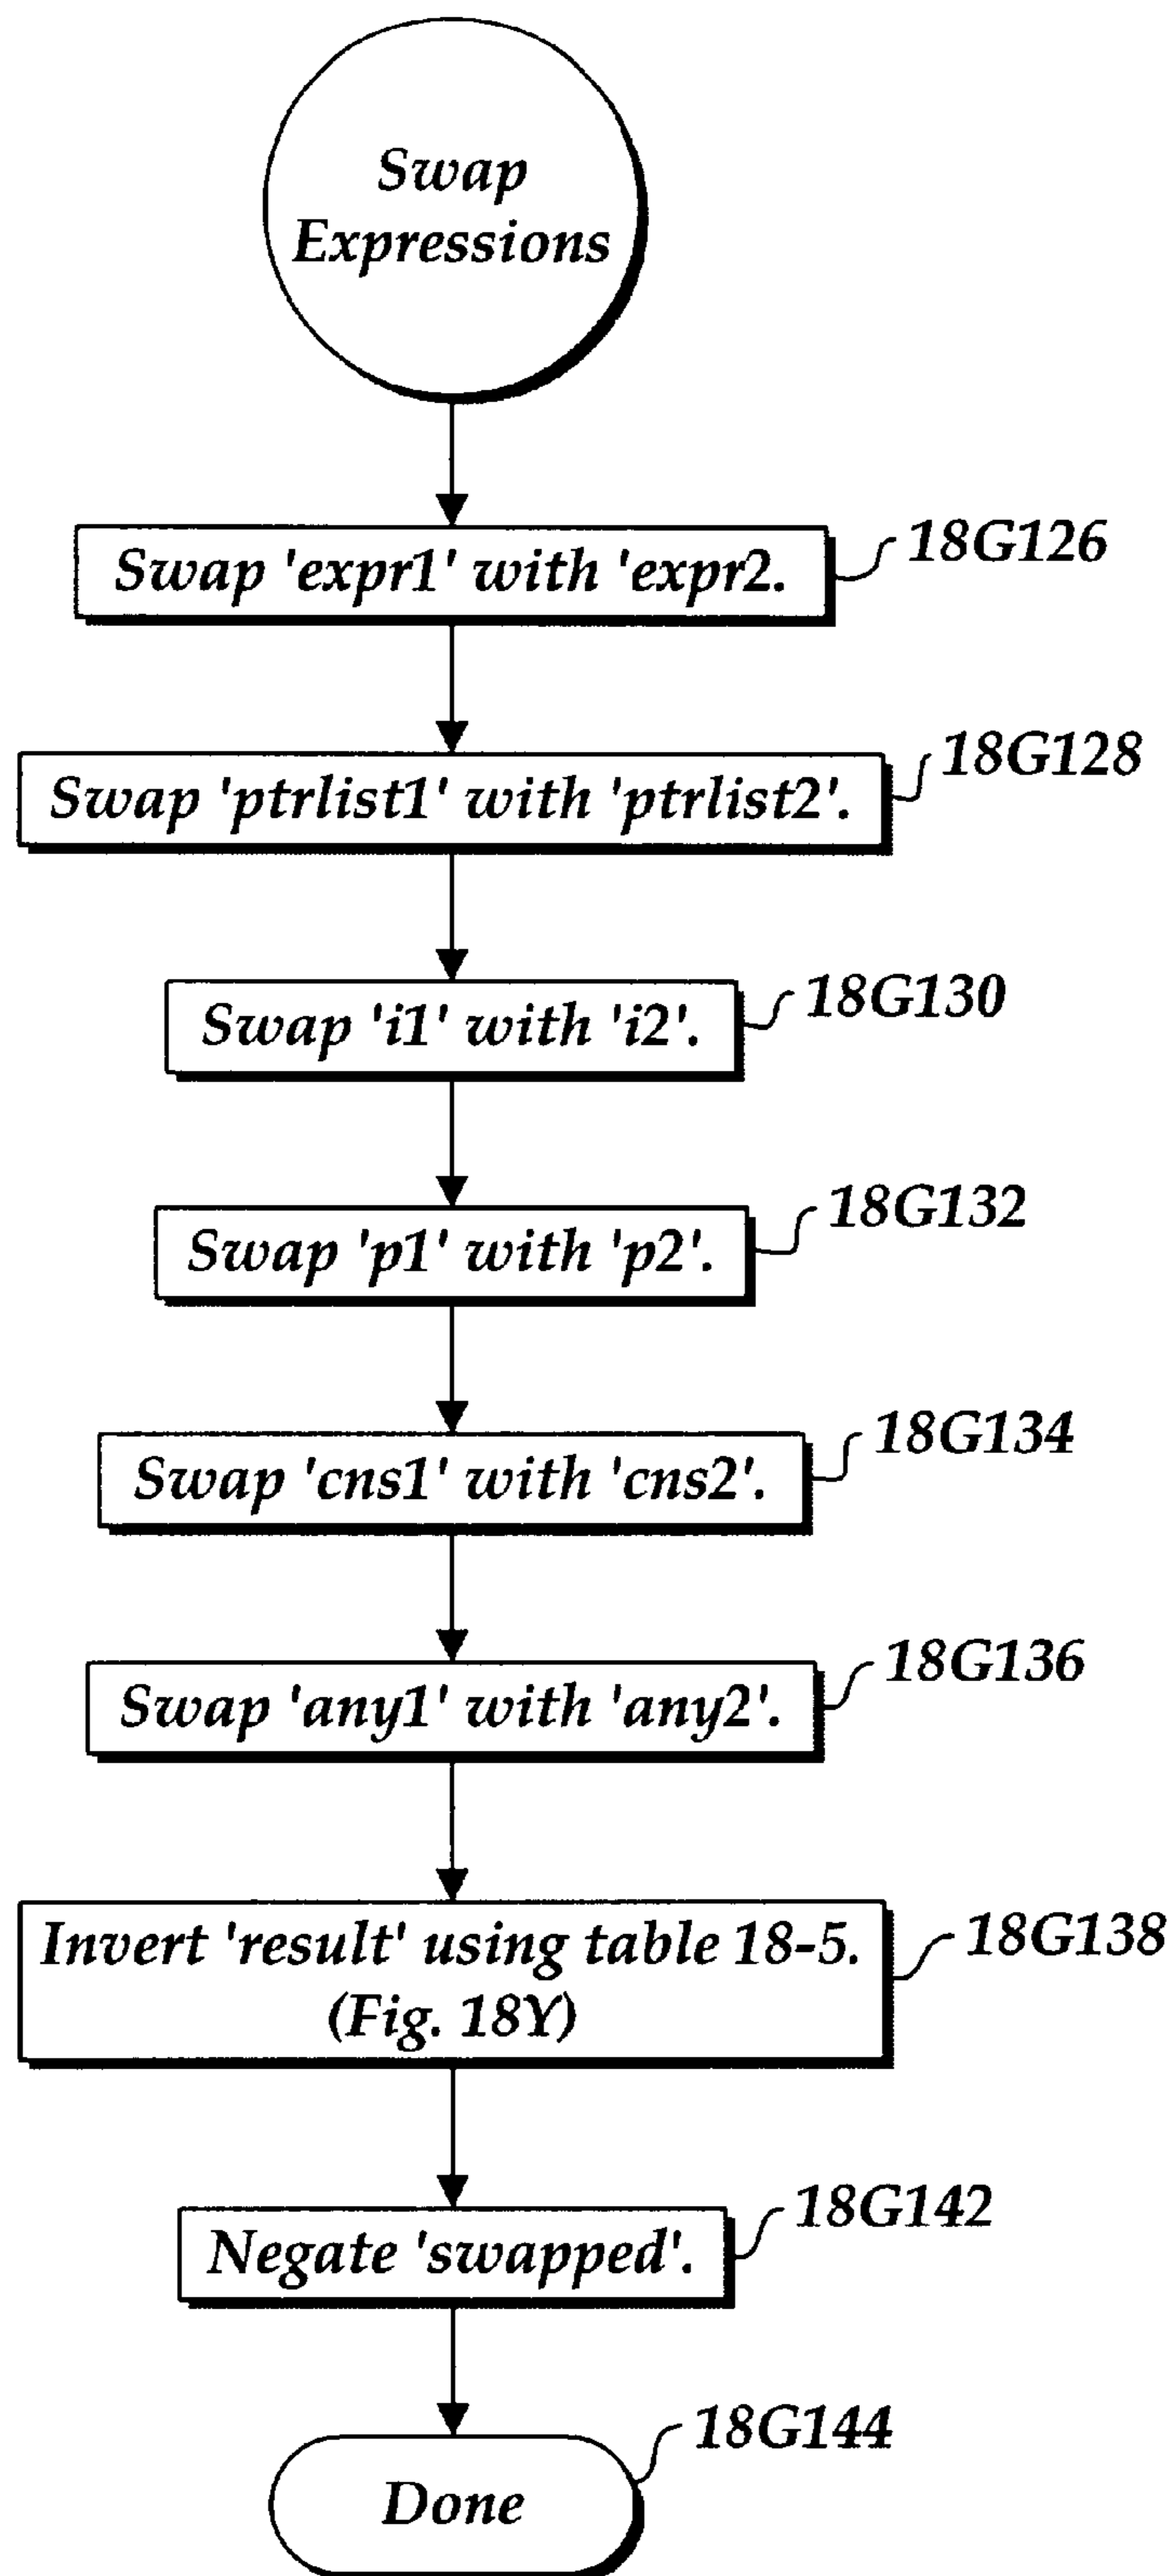 Swap
Expressions
Swap 'expr1' with 'expr2.
18G126
Swap 'ptrlist1' with 'ptrlist2'.
18G128
Swap 'i1' with 'i2'.
18G130
Swap 'p1' with 'p2'.
18G132
Swap 'cns1' with 'cns2'.
18G134
Swap 'any1' with 'any2'.
18G136
Invert 'result' using table 18-5.
(Fig. 18Y)
18G138
Negate 'swapped'.
18G142
Done
18G144